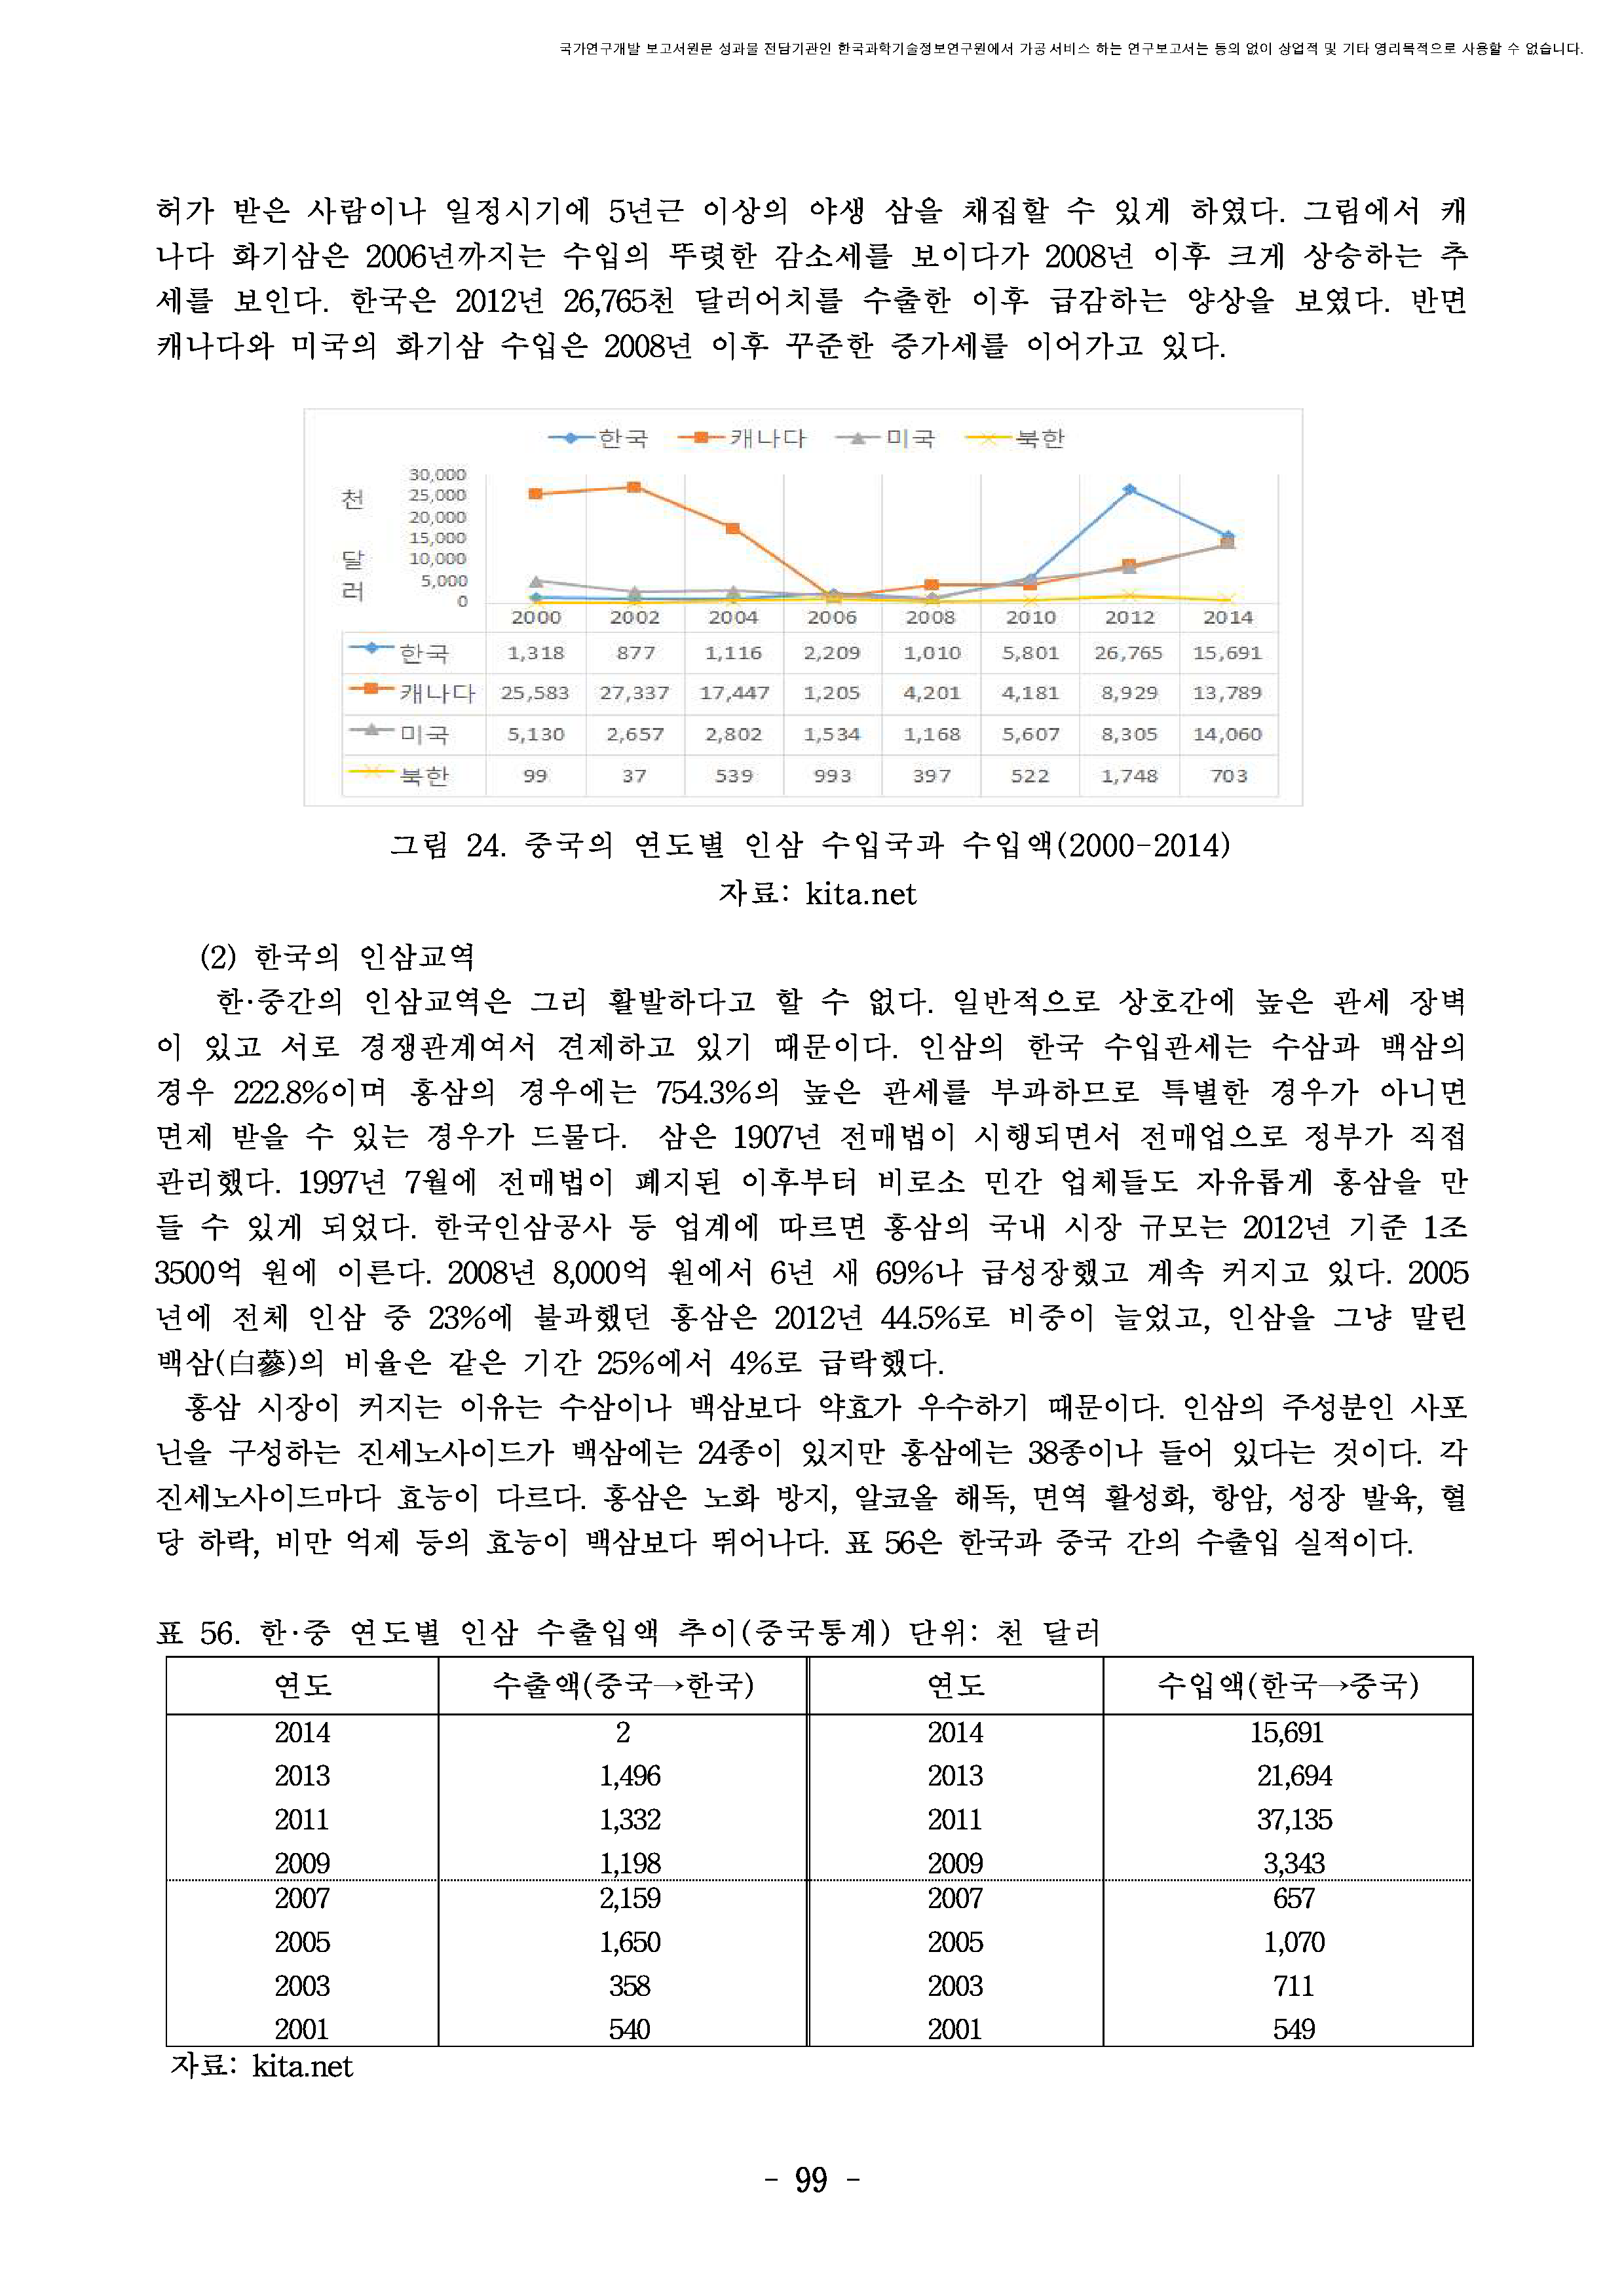 국가연구개발 보고서원문 성과물 전담기관인 한국과학기술정보연구원에서 가공·서비스 하는 연구보고서는 동의 없이 상업적 및 기타 영리목적으로 사용할 수 없습니다.
허가 받은 사람이나 일정시기에 5년근 이상의 야생 삼을 채집할 수 있게 하였다. 그림에서 캐
나다 화기삼은 2006년까지는 수입의 뚜렷한 감소세를 보이다가 2008년 이후 크게 상승하는 추
세를 보인다. 한국은 2012년 26,765천 달러어치를 수출한 이후 급감하는 양상을 보였다. 반면
캐나다와 미국의 화기삼 수입은 2008년 이후 꾸준한 증가세를 이어가고 있다.
한국 캐나다 미국 북한
천 달 러
30,000
25,000
20,000
15,000
10,000
5,000
0
2000 2002 2004 2006 2008 2010 2012 2014
한국 1,318 877 1,116 2,209 1,010 5,801 26,765 15,691
캐나다 25,583 27,337 17,447 1,205 4,201 4,181 8,929 13,789
미국 5,130 2,657 2,802 1,534 1,168 5,607 8,305 14,060
북한 99 37 539 993 397 522 1,748 703
그림 24. 중국의 연도별 인삼 수입국과 수입액(2000-2014)
자료: kita.net
(2) 한국의 인삼교역
한·중간의 인삼교역은 그리 활발하다고 할 수 없다. 일반적으로 상호간에 높은 관세 장벽
이 있고 서로 경쟁관계여서 견제하고 있기 때문이다. 인삼의 한국 수입관세는 수삼과 백삼의
경우 222.8%이며 홍삼의 경우에는 754.3%의 높은 관세를 부과하므로 특별한 경우가 아니면
면제 받을 수 있는 경우가 드물다. 삼은 1907년 전매법이 시행되면서 전매업으로 정부가 직접
관리했다. 1997년 7월에 전매법이 폐지된 이후부터 비로소 민간 업체들도 자유롭게 홍삼을 만
들 수 있게 되었다. 한국인삼공사 등 업계에 따르면 홍삼의 국내 시장 규모는 2012년 기준 1조
3500억 원에 이른다. 2008년 8,000억 원에서 6년 새 69%나 급성장했고 계속 커지고 있다. 2005
년에 전체 인삼 중 23%에 불과했던 홍삼은 2012년 44.5%로 비중이 늘었고, 인삼을 그냥 말린
백삼(白蔘)의 비율은 같은 기간 25%에서 4%로 급락했다.
홍삼 시장이 커지는 이유는 수삼이나 백삼보다 약효가 우수하기 때문이다. 인삼의 주성분인 사포
닌을 구성하는 진세노사이드가 백삼에는 24종이 있지만 홍삼에는 38종이나 들어 있다는 것이다. 각
진세노사이드마다 효능이 다르다. 홍삼은 노화 방지, 알코올 해독, 면역 활성화, 항암, 성장 발육, 혈
당 하락, 비만 억제 등의 효능이 백삼보다 뛰어나다. 표 56은 한국과 중국 간의 수출입 실적이다.
표 56. 한·중 연도별 인삼 수출입액 추이(중국통계) 단위: 천 달러
연도 수출액(중국→한국) 연도 수입액(한국→중국)
2014 2 2014 15,691
2013 1,496 2013 21,694
2011 1,332 2011 37,135
2009 1,198 2009 3,343
2007 2,159 2007 657
2005 1,650 2005 1,070
2003 358 2003 711
2001 540 2001 549
자료: kita.net
- 99 -